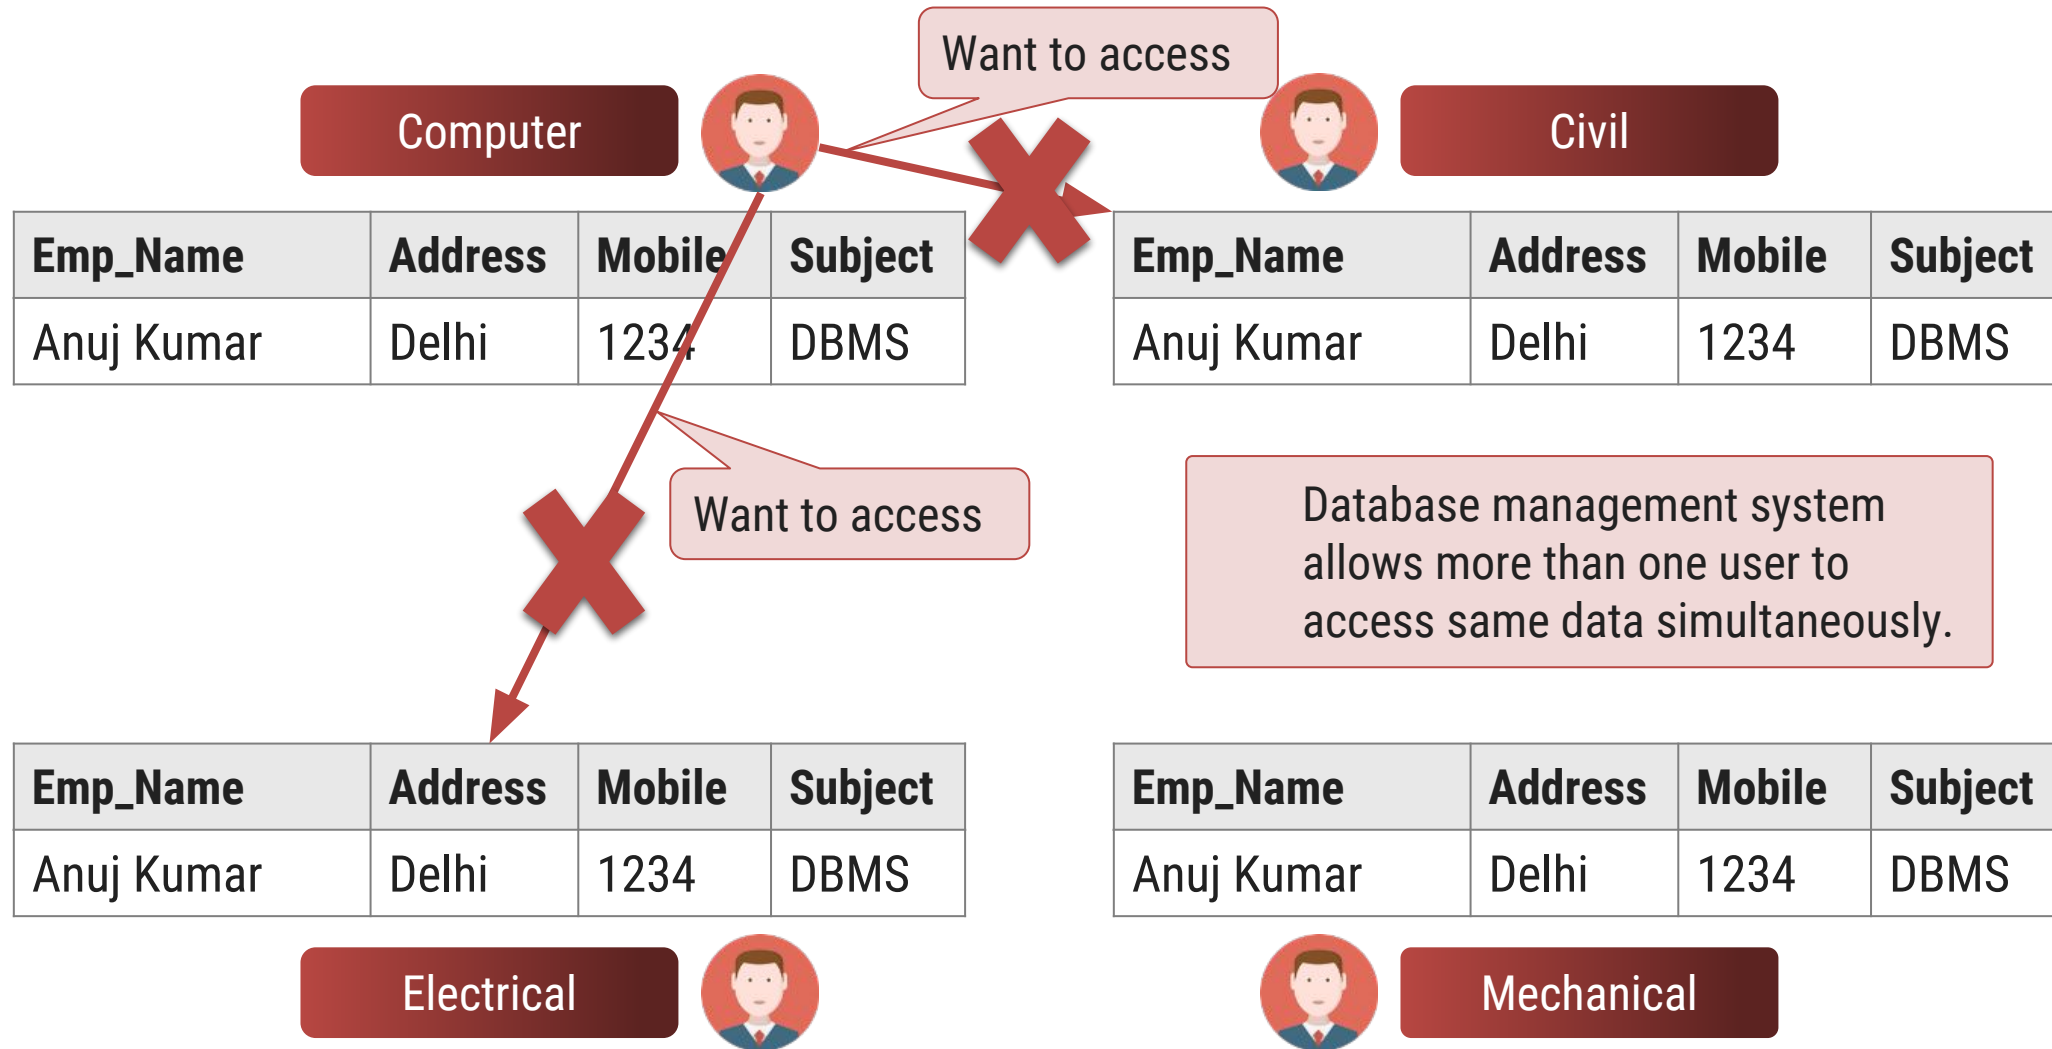 Want to access
Computer
Civil
Emp_Name Address Mobile Subject
Anuj Kumar Delhi 1234 DBMS
Emp_Name Address Mobile Subject
Anuj Kumar Delhi 1234 DBMS
Want to access
Database management system
allows more than one user to
access same data simultaneously.
Emp_Name Address Mobile Subject
Anuj Kumar Delhi 1234 DBMS
Emp_Name Address Mobile Subject
Anuj Kumar Delhi 1234 DBMS
Electrical
Mechanical